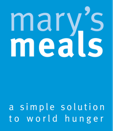 mary's
meals
a simple solution
to world hunger